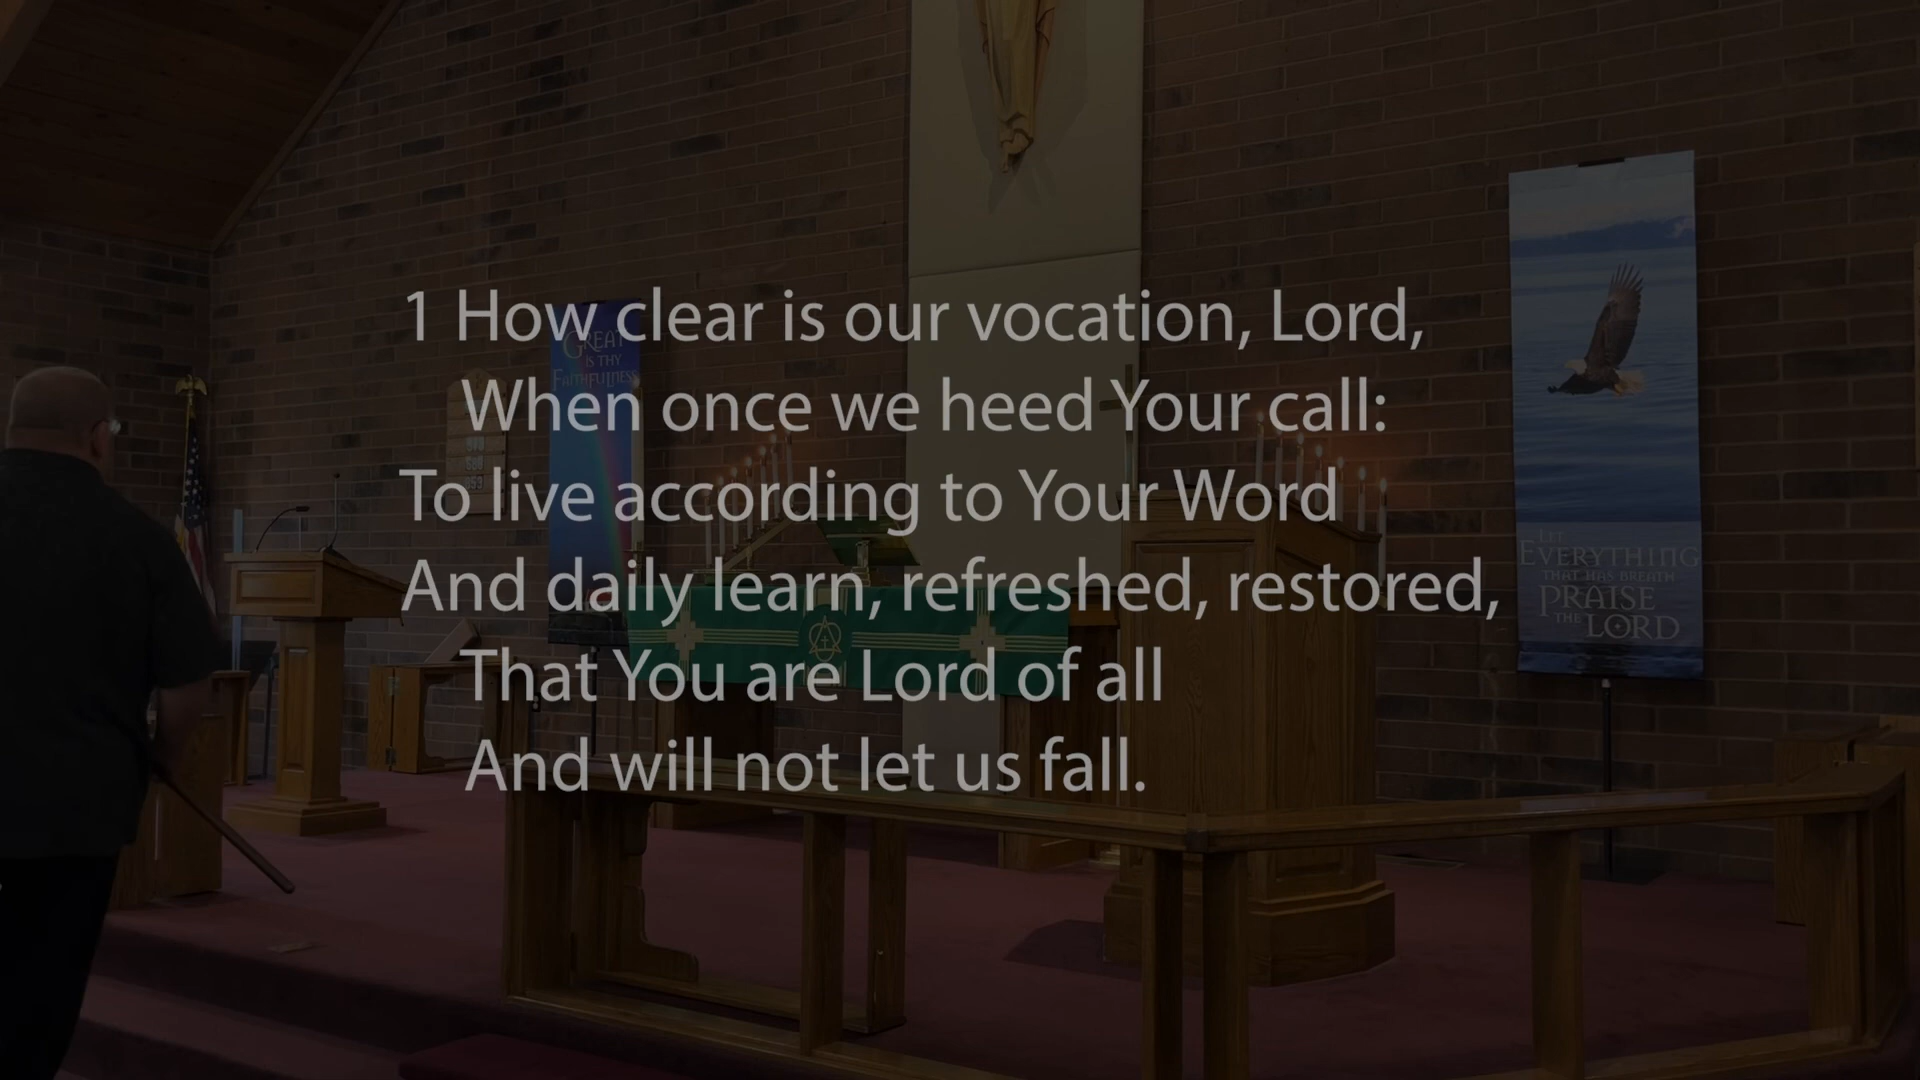 1 How clear is our vocation, Lord,
When once we heed Your call:
To live according to Your Word
And daily learn, refreshed, restored,
That You are Lord of all
And will not let us fall.
GREAT
IS THY
FAITHFULNESS
LET
EVERYTHING
THAT HAS BREATH
PRAISE
THE LORD